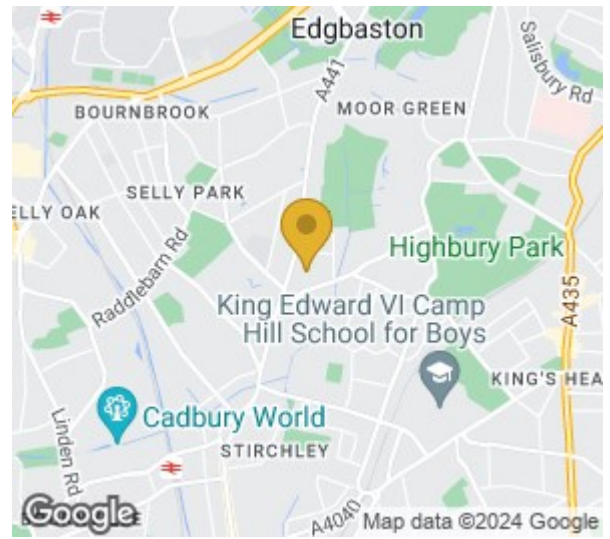 Edgbaston
Salisbury Rd
A441
BOURNBROOK
MOOR GREEN
SELLY PARK
ELLY OAK
Raddlebarn Rd
Highbury Park
A435
King Edward VI Camp
Hill School for Boys
KING'S HEA
Cadbury World
Linden Rd
STIRCHLEY
Google
A4040
Map data ©2024 Google